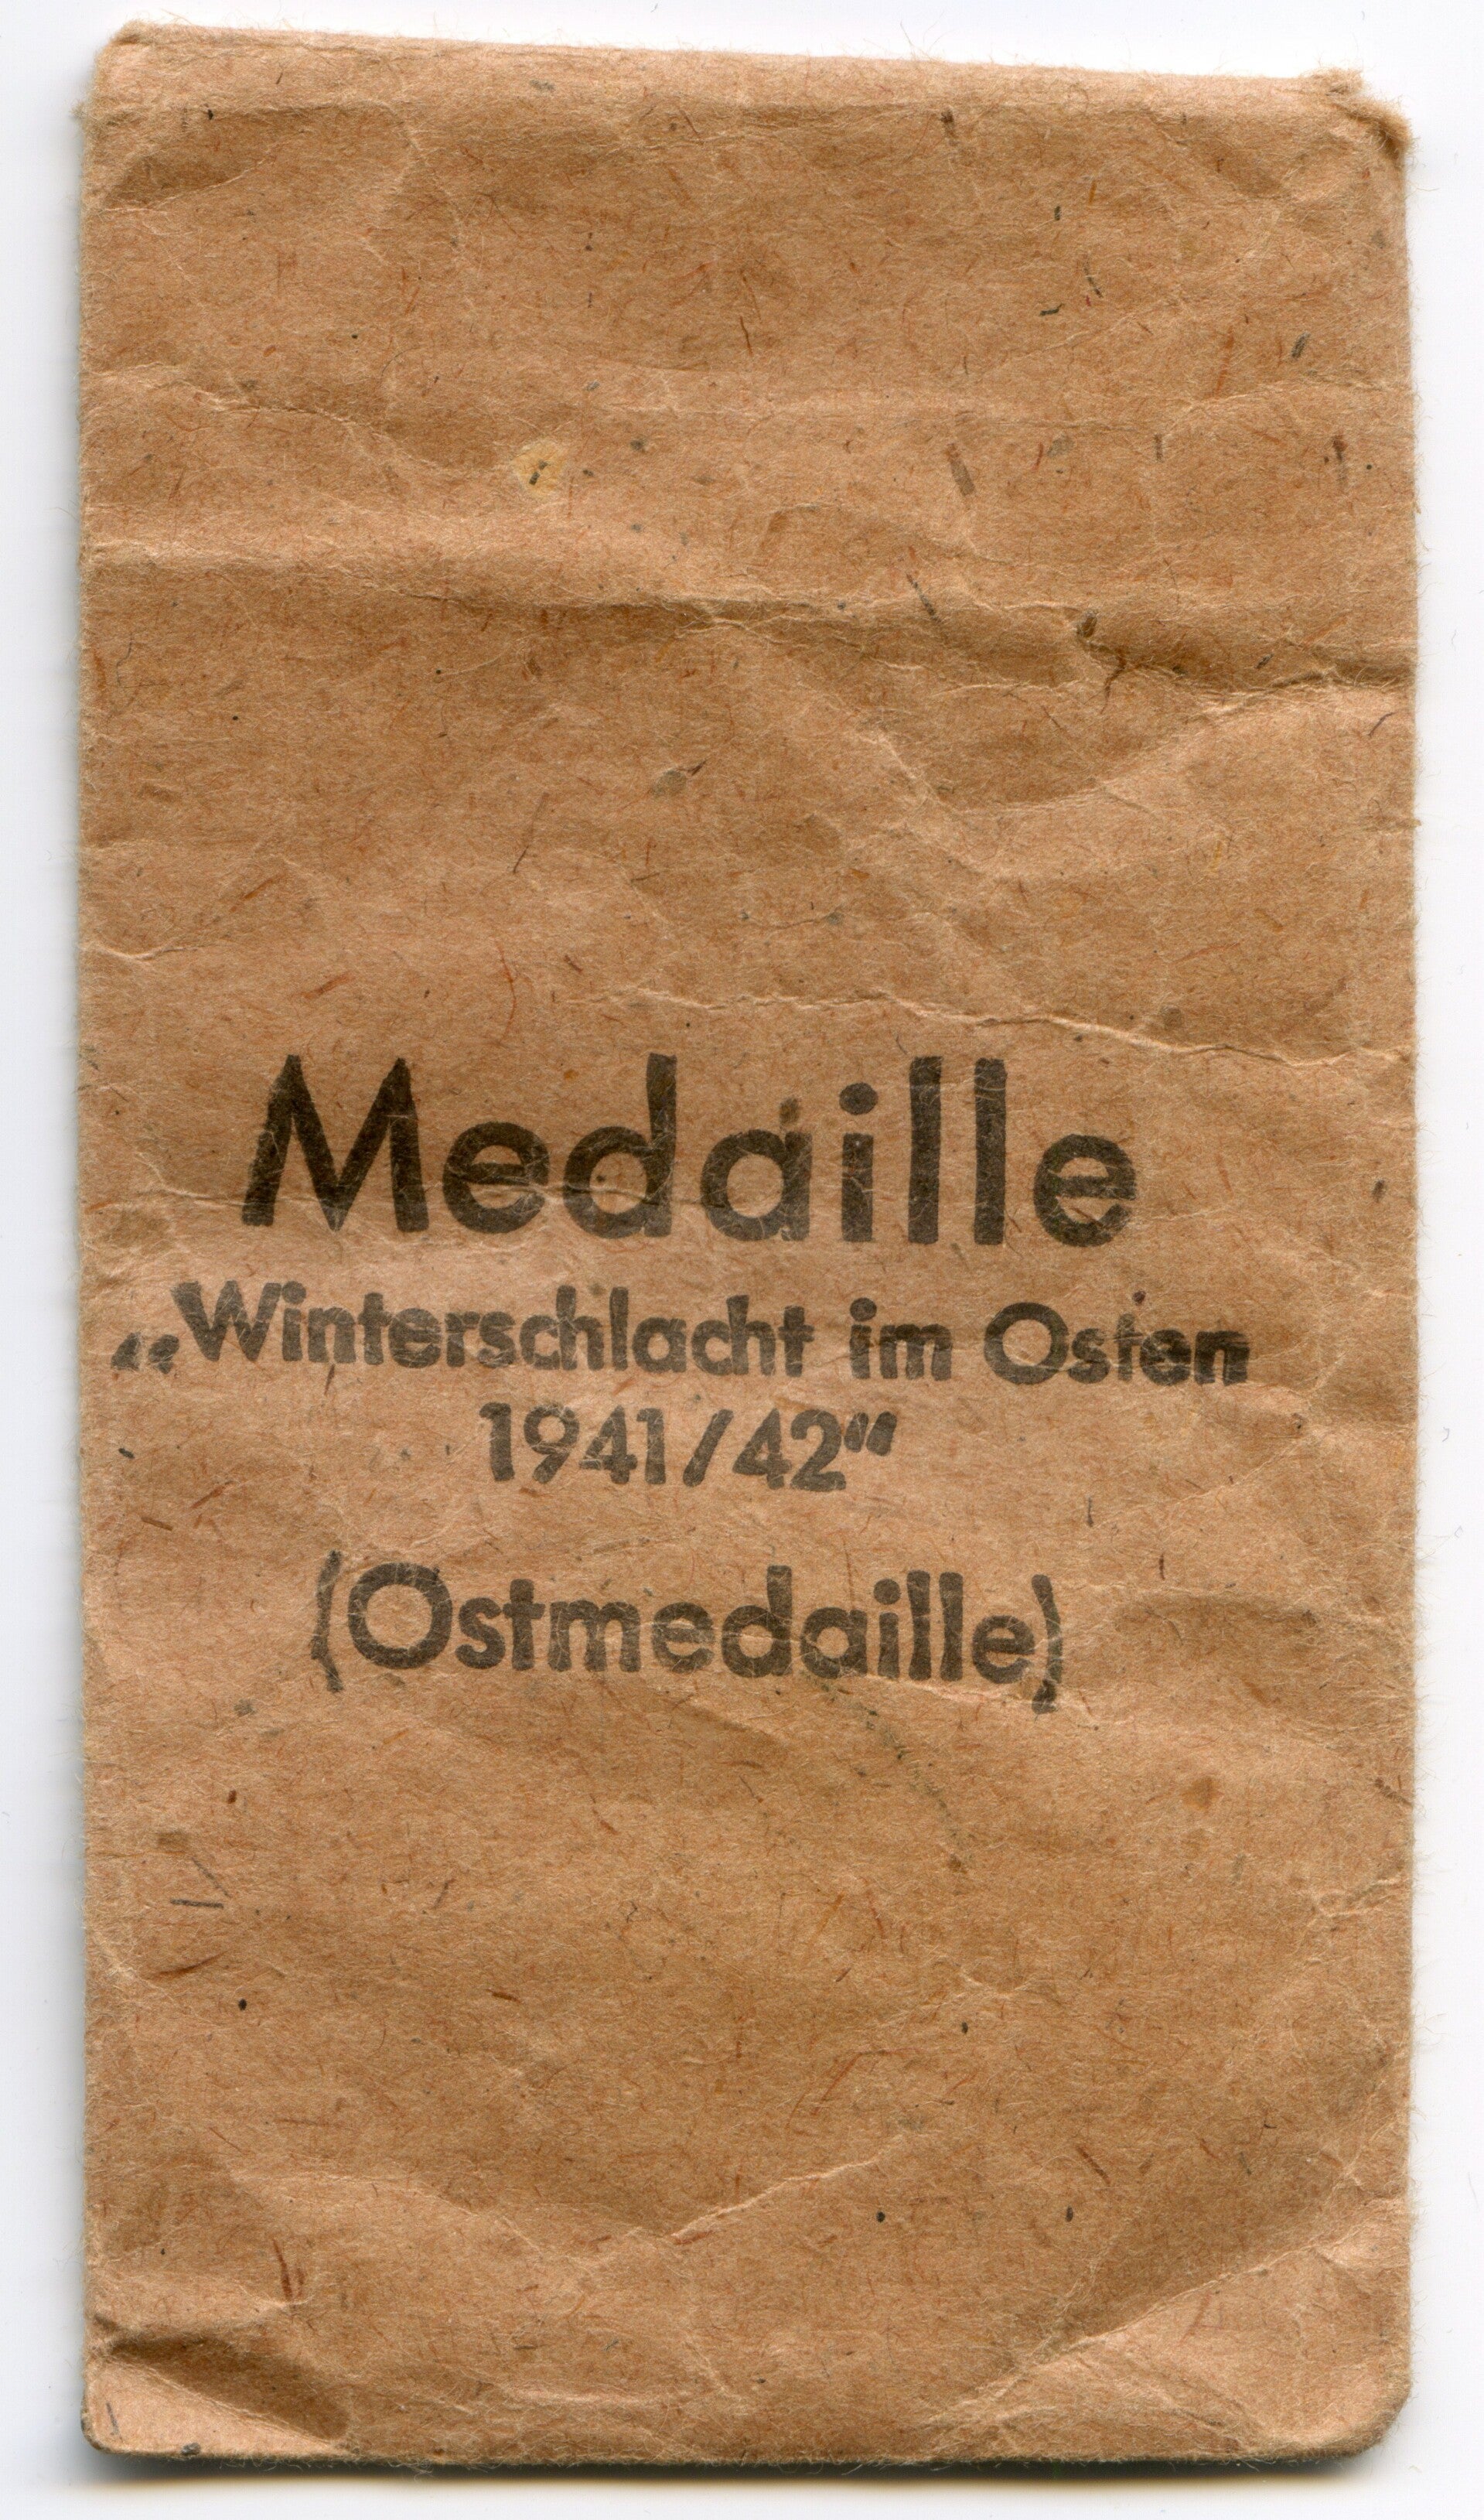 Medaille
„Winterschlacht im Osten
1941/42“
(Ostmedaille)